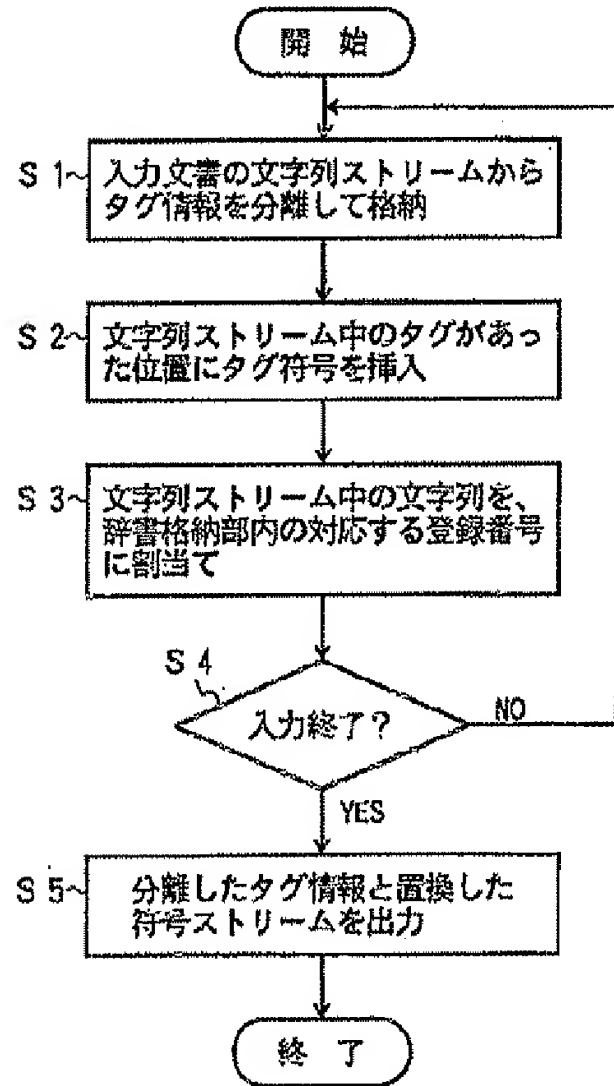 開始
S1
入力文書の文字列ストリームから
タグ情報を分離して格納
S2
文字列ストリーム中のタグがあっ
た位置にタグ符号を挿入
S3
文字列ストリーム中の文字列を、
辞書格納部内の対応する登録番号
に割当て
S4
入力終了?
NO
YES
S5
分離したタグ情報と置換した
符号ストリームを出力
終了